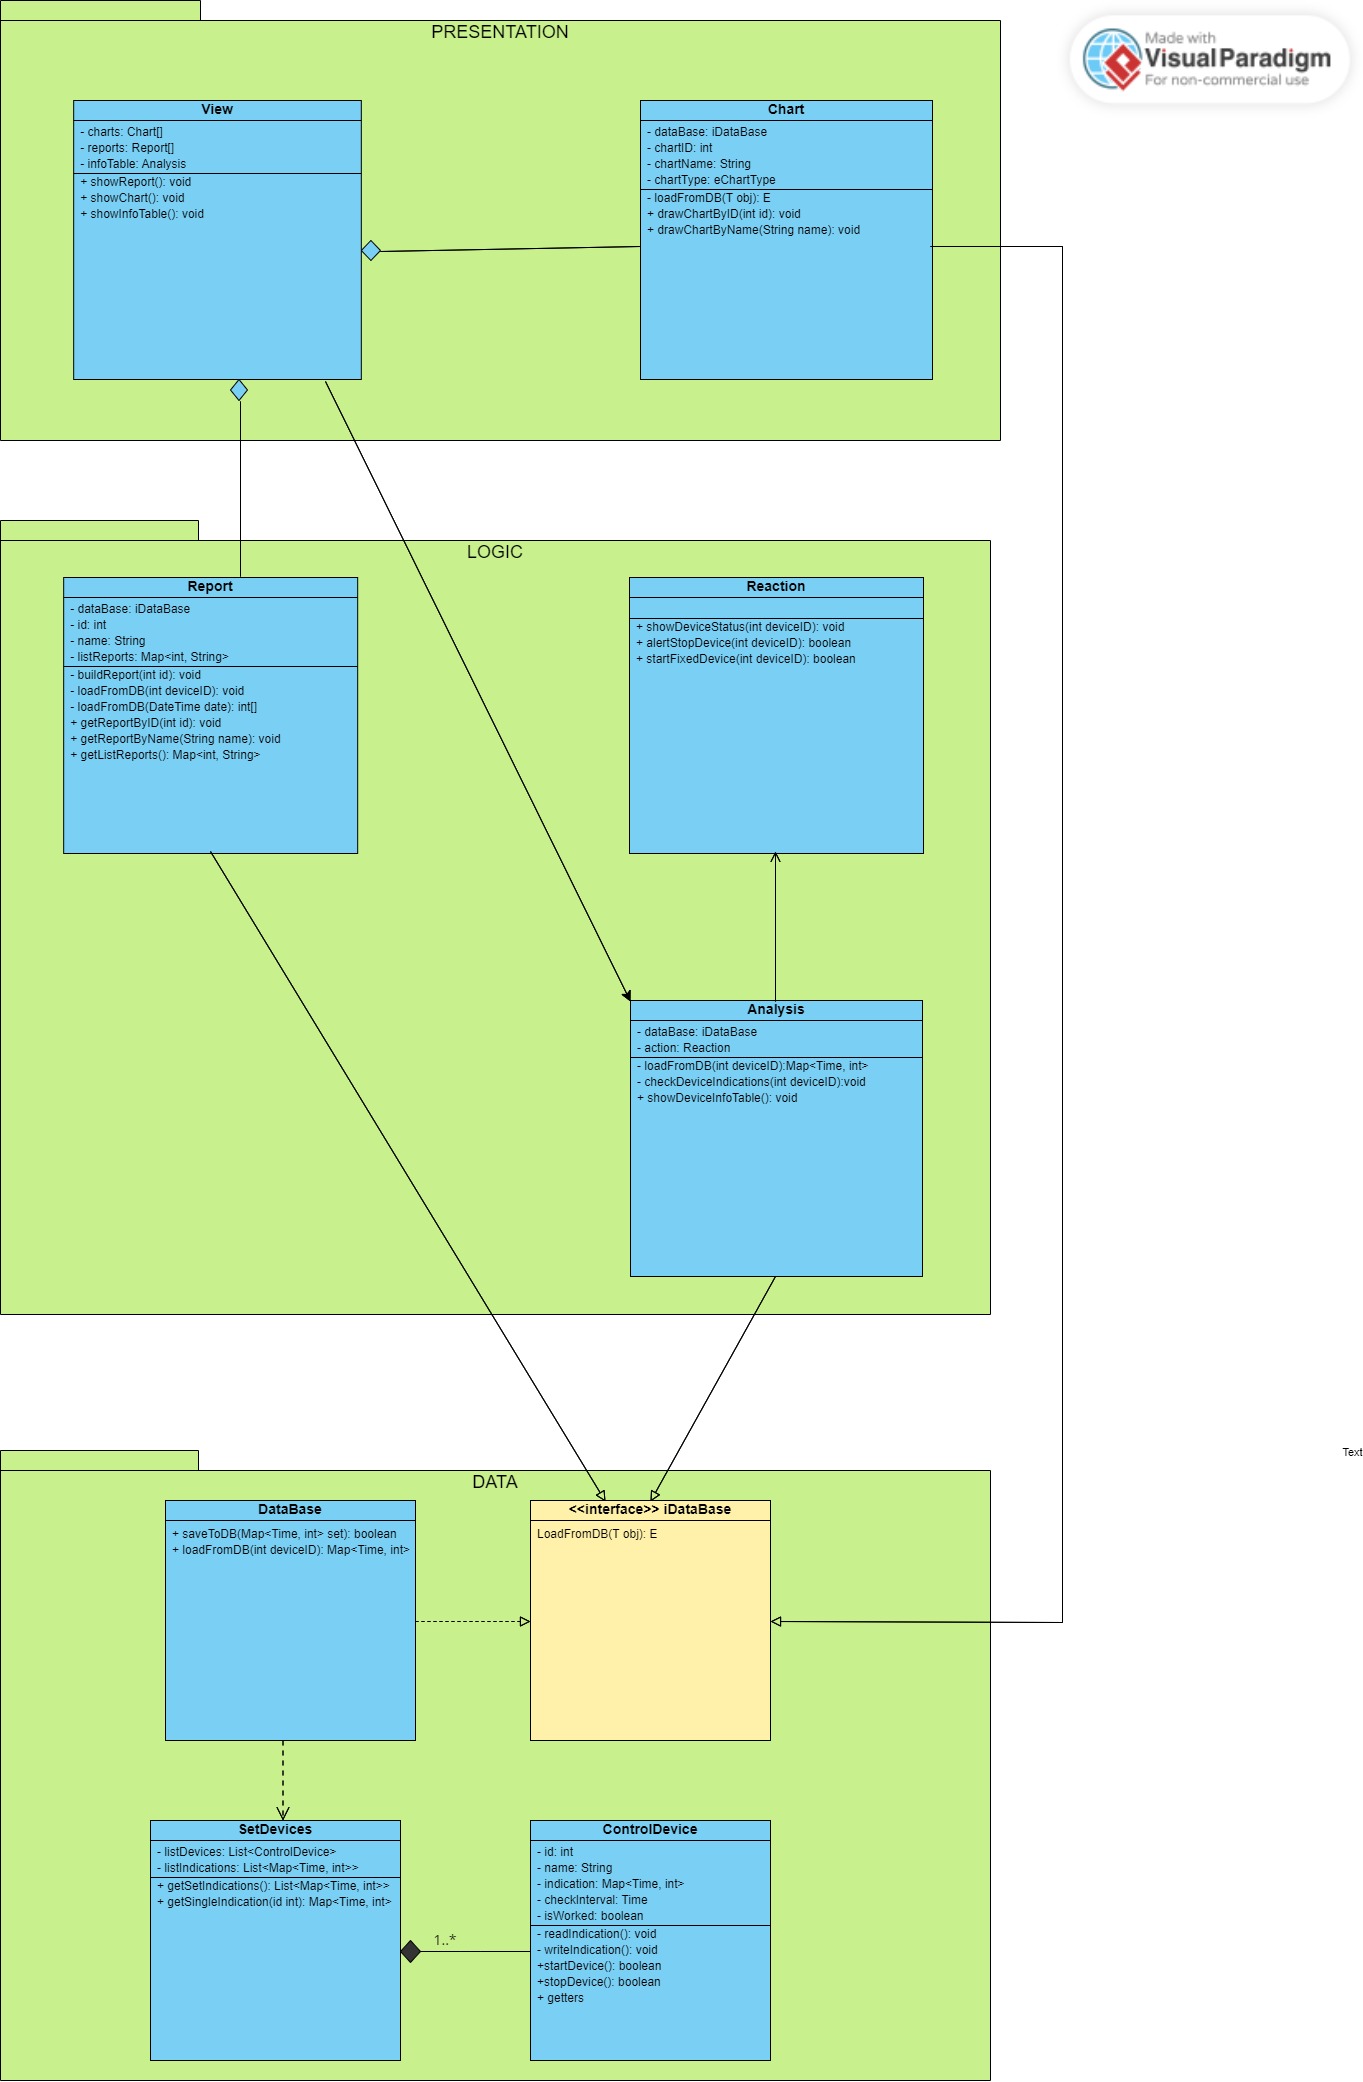 PRESENTATION
Made with
VisualParadigm
For non-commercial use
View
- charts: Chart[]
- reports: Report[]
- infoTable: Analysis
+ showReport(): void
+ showChart(): void
+ showInfoTable(): void
Chart
- dataBase: iDataBase
- chartID: int
- chartName: String
- chartType: eChartType
- loadFromDB(T obj): E
+ drawChartByID(int id): void
+ drawChartByName(String name): void
LOGIC
Report
- dataBase: iDataBase
- id: int
- name: String
- listReports: Map<int, String>
- buildReport(int id): void
- loadFromDB(int deviceID): void
- loadFromDB(DateTime date): int[]
+ getReportByID(int id): void
+ getReportByName(String name): void
+ getListReports(): Map<int, String>
Reaction
+ showDeviceStatus(int deviceID): void
+ alertStopDevice(int deviceID): boolean
+ startFixedDevice(int deviceID): boolean
Analysis
- dataBase: iDataBase
- action: Reaction
- loadFromDB(int deviceID):Map<Time, int>
- checkDeviceIndications(int deviceID):void
+ showDeviceInfoTable(): void
Text
DATA
DataBase
+ saveToDB(Map<Time, int> set): boolean
+ loadFromDB(int deviceID): Map<Time, int>
<<interface>> iDataBase
LoadFromDB(T obj): E
SetDevices
- listDevices: List<ControlDevice>
- listIndications: List<Map<Time, int>>
+ getSetIndications(): List<Map<Time, int>>
+ getSingleIndication(id int): Map<Time, int>
1..*
ControlDevice
- id: int
- name: String
- indication: Map<Time, int>
- checkInterval: Time
- isWorked: boolean
- readIndication(): void
- writeIndication(): void
+startDevice(): boolean
+stopDevice(): boolean
+ getters